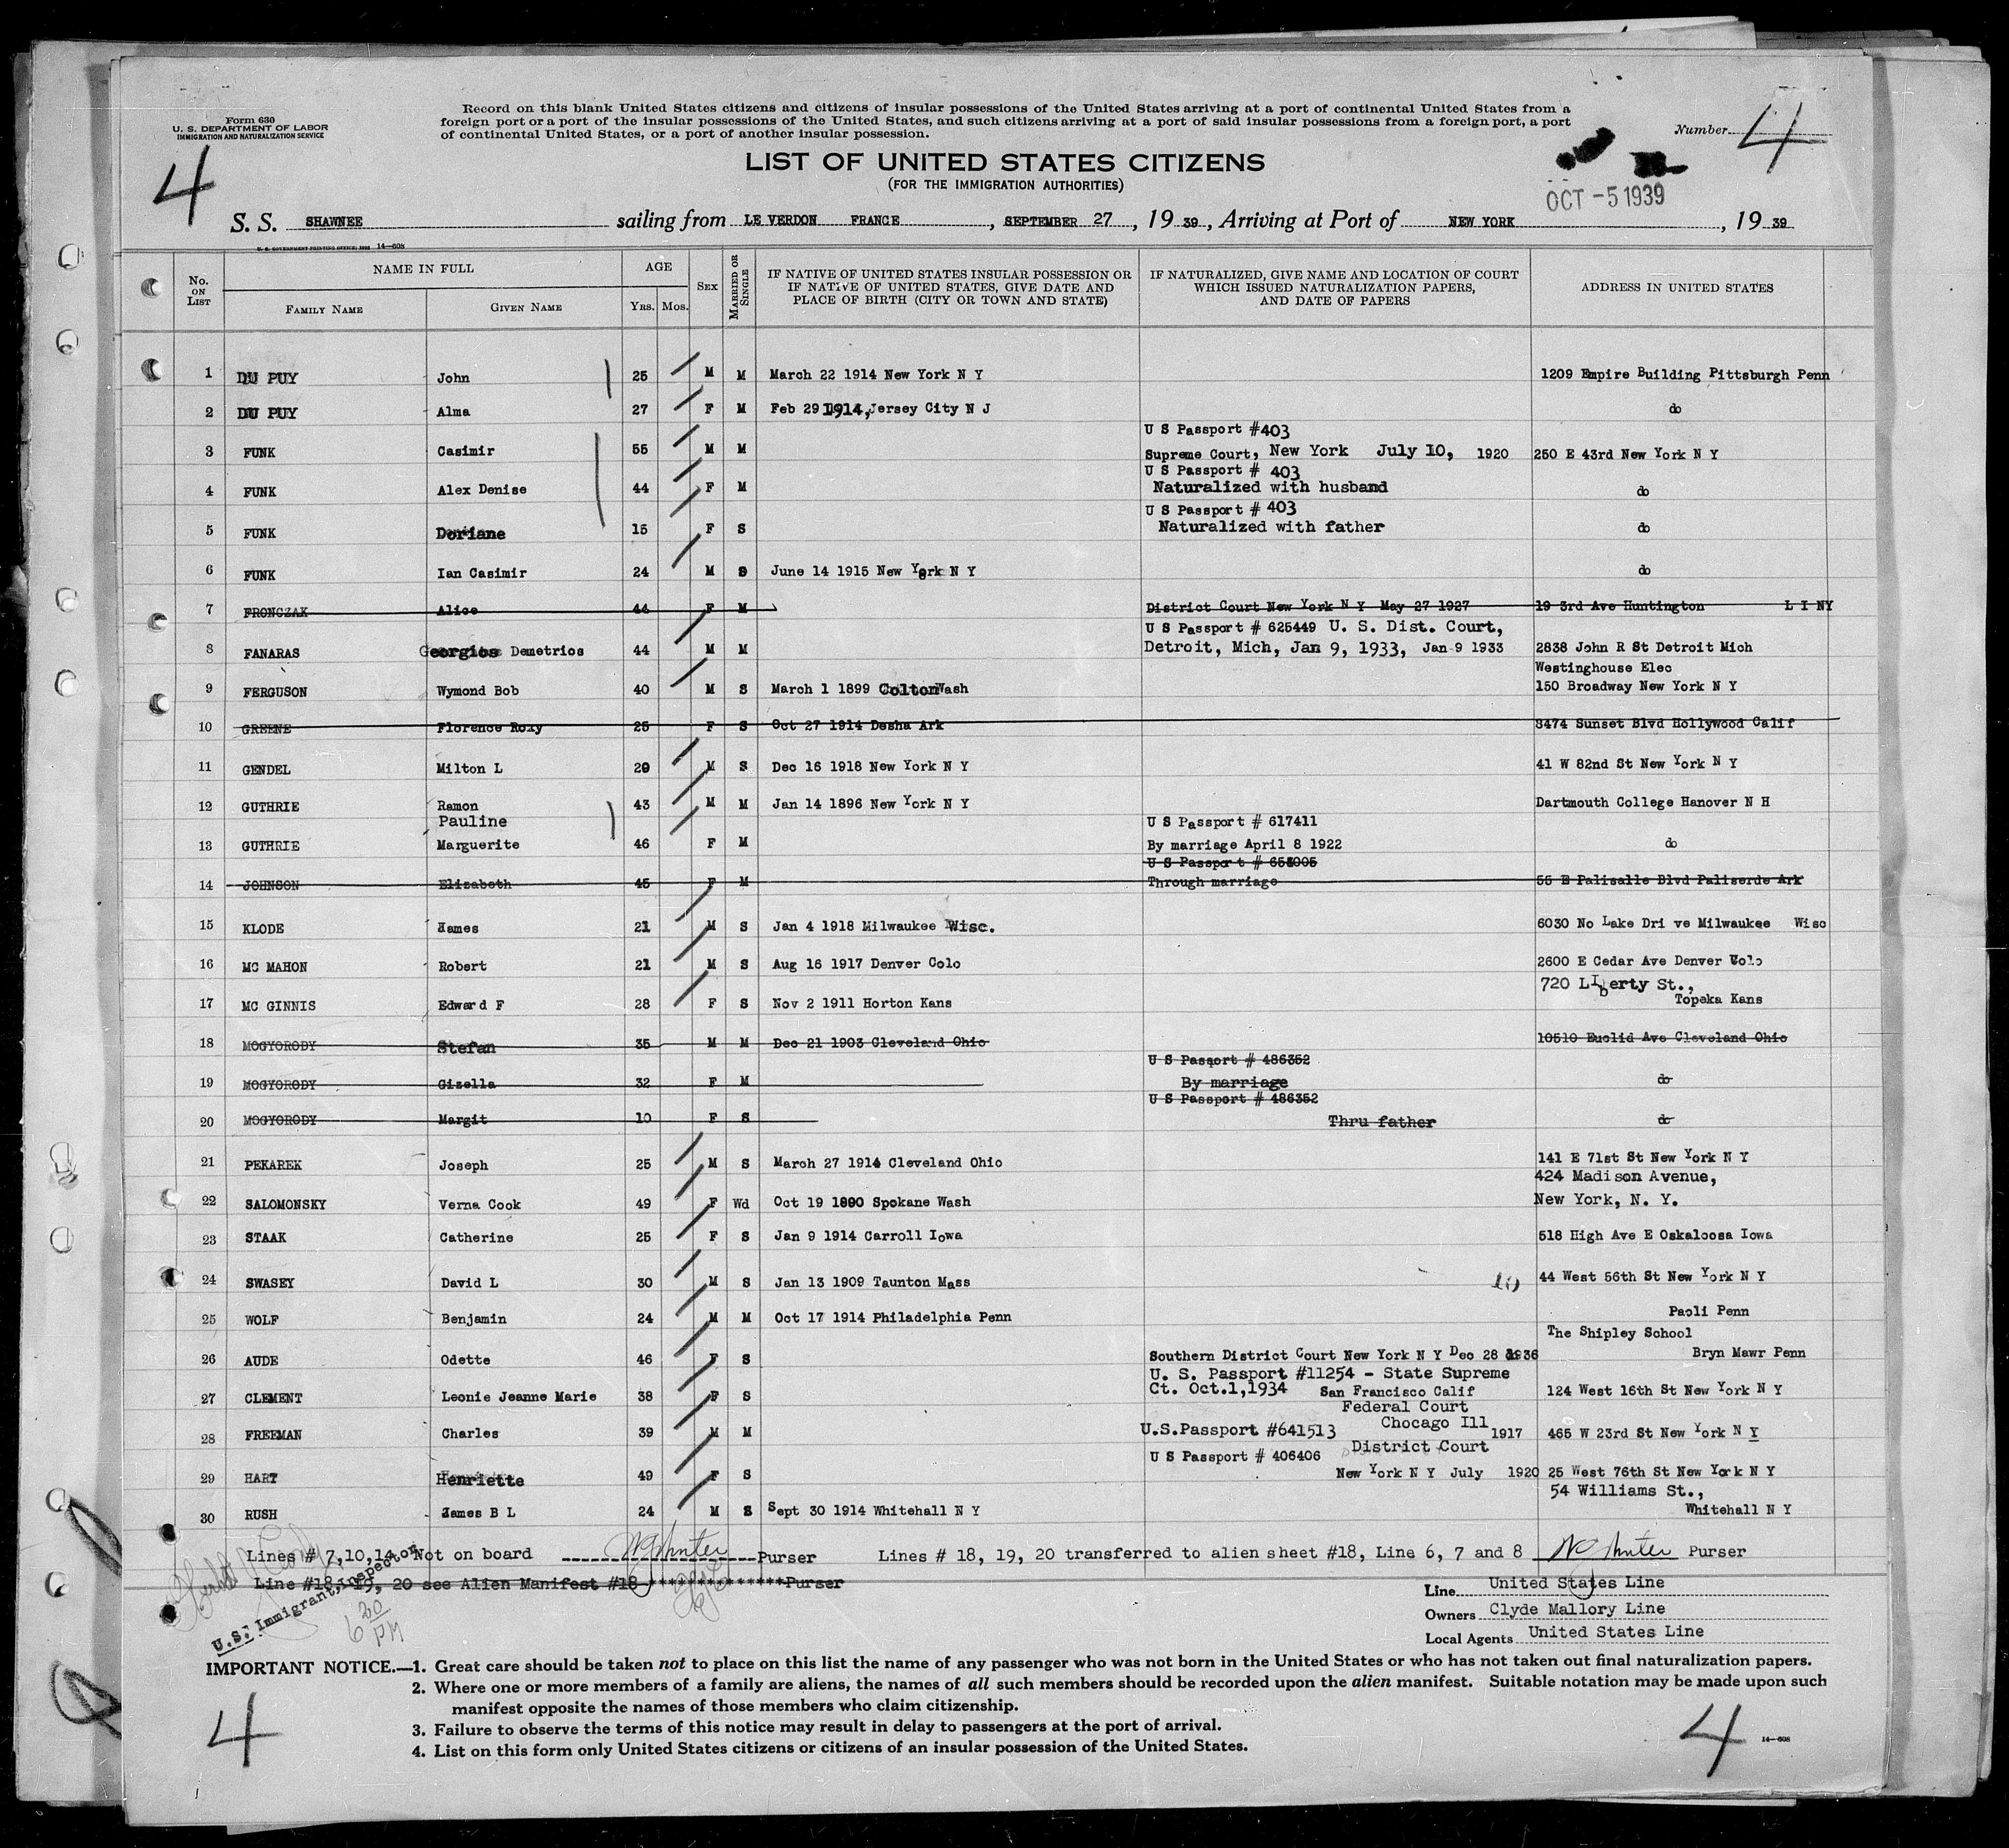 Form 630
U. S. DEPARTMENT OF LABOR
IMMIGRATION AND NATURALIZATION SERVICE
Record on this blank United States citizens and citizens of insular possessions of the United States arriving at a port of continental United States from a
foreign port or a port of the insular possessions of the United States, and such citizens arriving at a port of said insular possessions from a foreign port, a port
of continental United States, or a port of another insular possession.
Number 4
4
LIST OF UNITED STATES CITIZENS
(FOR THE IMMIGRATION AUTHORITIES)
OCT -5 1939
S. S. SHAWNEE sailing from LE VERDON FRANCE, SEPTEMBER 27, 19 39, Arriving at Port of NEW YORK, 19 39
U. S. GOVERNMENT PRINTING OFFICE: 14—608
No. ON LIST NAME IN FULL AGE SEX MARRIED OR SINGLE IF NATIVE OF UNITED STATES INSULAR POSSESSION OR IF NATIVE OF UNITED STATES, GIVE DATE AND PLACE OF BIRTH (CITY OR TOWN AND STATE) IF NATURALIZED, GIVE NAME AND LOCATION OF COURT WHICH ISSUED NATURALIZATION PAPERS, AND DATE OF PAPERS ADDRESS IN UNITED STATES
FAMILY NAME GIVEN NAME YRS. MOS.
1 DU PUY John 25 M M March 22 1914 New York N Y 1209 Empire Building Pittsburgh Penn
2 DU PUY Alma 27 F M Feb 29 1914, Jersey City N J do
U S Passport #403
3 FUNK Casimir 55 M M Supreme Court, New York July 10, 1920 250 E 43rd New York N Y
U S Passport # 403
4 FUNK Alex Denise 44 F M Naturalized with husband do
U S Passport # 403
5 FUNK Doriane 15 F S Naturalized with father do
6 FUNK Ian Casimir 24 M S June 14 1915 New York N Y do
7 FRONCZAK Alice 44 F M District Court New York N Y May 27 1927 19 3rd Ave Huntington L I NY
U S Passport # 625449 U. S. Dist. Court,
8 FANARAS Georgios Demetrios 44 M M Detroit, Mich, Jan 9, 1933, Jan 9 1933 2838 John R St Detroit Mich
Westinghouse Elec
9 FERGUSON Wymond Bob 40 M S March 1 1899 Colton Wash 150 Broadway New York N Y
10 GREENE Florence Roxy 25 F S Oct 27 1914 Desha Ark 8474 Sunset Blvd Hollywood Calif
11 GENDEL Milton L 20 M S Dec 16 1918 New York N Y 41 W 82nd St New York N Y
12 GUTHRIE Ramon 43 M M Jan 14 1896 New York N Y Dartmouth College Hanover N H
Pauline U S Passport # 617411
13 GUTHRIE Marguerite 46 F M By marriage April 8 1922 do
U S Passport # 658005
14 JOHNSON Elizabeth 45 F M Through marriage 55 E Palisalle Blvd Paliserde Ark
15 KLODE James 21 M S Jan 4 1918 Milwaukee Wisc. 6030 No Lake Dri ve Milwaukee Wisc
16 MC MAHON Robert 21 M S Aug 16 1917 Denver Colo 2600 E Cedar Ave Denver Colo
720 Liberty St.,
17 MC GINNIS Edward F 28 F S Nov 2 1911 Horton Kans Topeka Kans
18 MOGYORODY Stefan 35 M M Dec 21 1903 Cleveland Ohio 10510 Euclid Ave Cleveland Ohio
U S Pasport # 486352
19 MOGYORODY Gizella 32 F M By marriage do
U S Passport # 486352
20 MOGYORODY Margit 10 F S Thru father do
21 PEKAREK Joseph 25 M S March 27 1914 Cleveland Ohio 141 E 71st St New York N Y
424 Madison Avenue,
22 SALOMONSKY Verna Cook 49 F Wd Oct 19 1890 Spokane Wash New York, N. Y.
23 STAAK Catherine 25 F S Jan 9 1914 Carroll Iowa 518 High Ave E Oskaloosa Iowa
24 SWASEY David L 30 M S Jan 13 1909 Taunton Mass 44 West 56th St New York N Y
25 WOLF Benjamin 24 M M Oct 17 1914 Philadelphia Penn Paoli Penn
The Shipley School
26 AUDE Odette 46 F S Southern District Court New York N Y Dec 28 1936 Bryn Mawr Penn
U. S. Passport #11254 - State Supreme
27 CLEMENT Leonie Jeanne Marie 38 F S Ct. Oct.1,1934 San Francisco Calif 124 West 16th St New York N Y
Federal Court
28 FREEMAN Charles 39 M M U.S.Passport #641513 Chocago Ill 1917 465 W 23rd St New York N Y
U S Passport # 406406 District Court
29 HART Henriette 49 F S New York N Y July 1920 25 West 76th St New York N Y
54 Williams St.,
30 RUSH James B L 24 M S Sept 30 1914 Whitehall N Y Whitehall N Y
Lines # 7,10,14 Not on board Purser Lines # 18, 19, 20 transferred to alien sheet #18, Line 6, 7 and 8 Purser
Line #18, 19, 20 see Alien Manifest #18 **************Purser
U.S. Immigrant Inspector
6 30 PM
Line United States Line
Owners Clyde Mallory Line
Local Agents United States Line
IMPORTANT NOTICE.—1. Great care should be taken not to place on this list the name of any passenger who was not born in the United States or who has not taken out final naturalization papers.
2. Where one or more members of a family are aliens, the names of all such members should be recorded upon the alien manifest. Suitable notation may be made upon such
manifest opposite the names of those members who claim citizenship.
3. Failure to observe the terms of this notice may result in delay to passengers at the port of arrival.
4. List on this form only United States citizens or citizens of an insular possession of the United States.
4
4
14—608